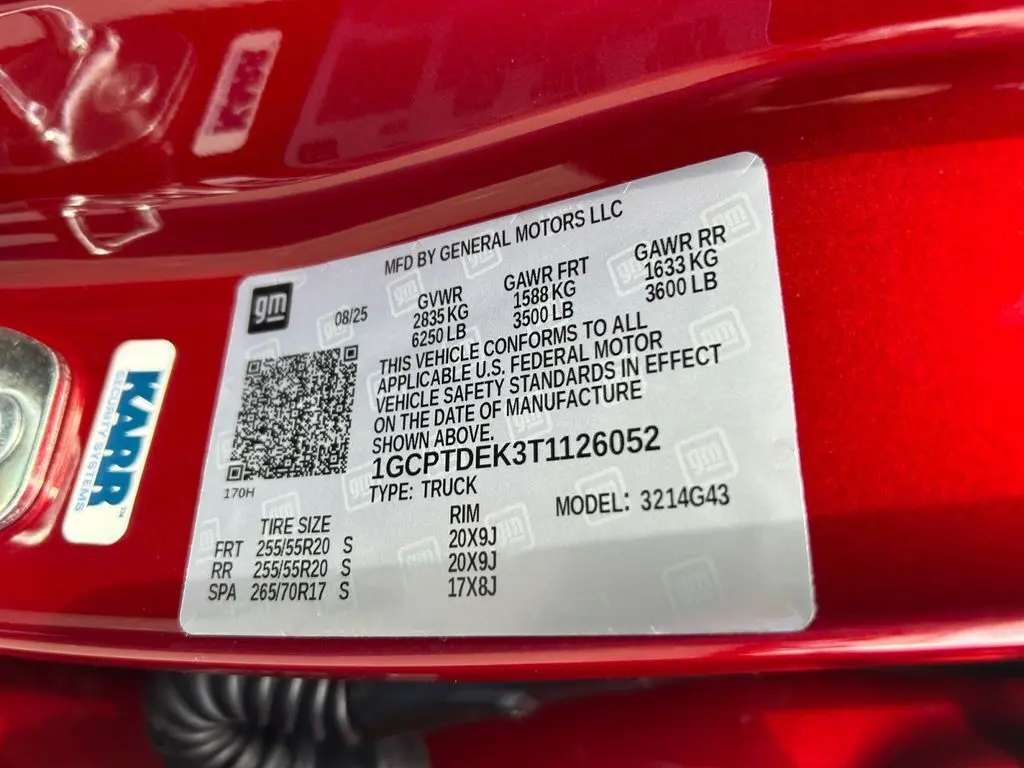 MFD BY GENERAL MOTORS LLC
gm
08/25
GVWR GAWR FRT GAWR RR
2835 KG 1588 KG 1633 KG
6250 LB 3500 LB 3600 LB
THIS VEHICLE CONFORMS TO ALL
APPLICABLE U.S. FEDERAL MOTOR
VEHICLE SAFETY STANDARDS IN EFFECT
ON THE DATE OF MANUFACTURE
SHOWN ABOVE.
170H
1GCPTDEK3T1126052
TYPE: TRUCK MODEL: 3214G43
TIRE SIZE RIM
FRT 255/55R20 S 20X9J
RR 255/55R20 S 20X9J
SPA 265/70R17 S 17X8J
KARR™
SECURITY SYSTEMS